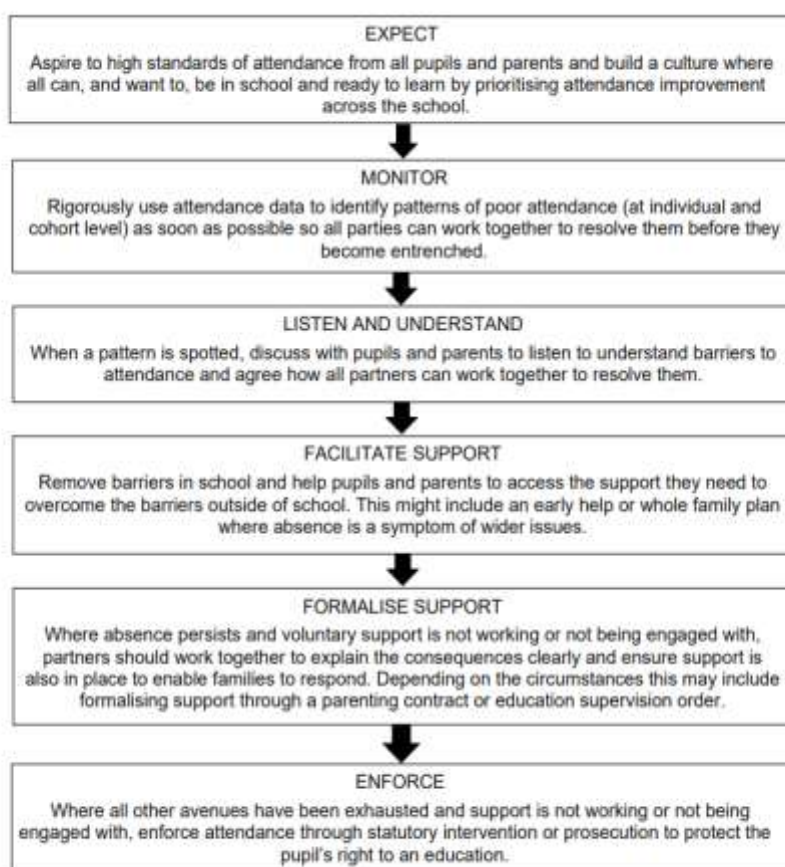 EXPECT
Aspire to high standards of attendance from all pupils and parents and build a culture where
all can, and want to, be in school and ready to learn by prioritising attendance improvement
across the school.
MONITOR
Rigorously use attendance data to identify patterns of poor attendance (at individual and
cohort level) as soon as possible so all parties can work together to resolve them before they
become entrenched.
LISTEN AND UNDERSTAND
When a pattern is spotted, discuss with pupils and parents to listen to understand barriers to
attendance and agree how all partners can work together to resolve them.
FACILITATE SUPPORT
Remove barriers in school and help pupils and parents to access the support they need to
overcome the barriers outside of school. This might include an early help or whole family plan
where absence is a symptom of wider issues.
FORMALISE SUPPORT
Where absence persists and voluntary support is not working or not being engaged with,
partners should work together to explain the consequences clearly and ensure support is
also in place to enable families to respond. Depending on the circumstances this may include
formalising support through a parenting contract or education supervision order.
ENFORCE
Where all other avenues have been exhausted and support is not working or not being
engaged with, enforce attendance through statutory intervention or prosecution to protect the
pupil's right to an education.